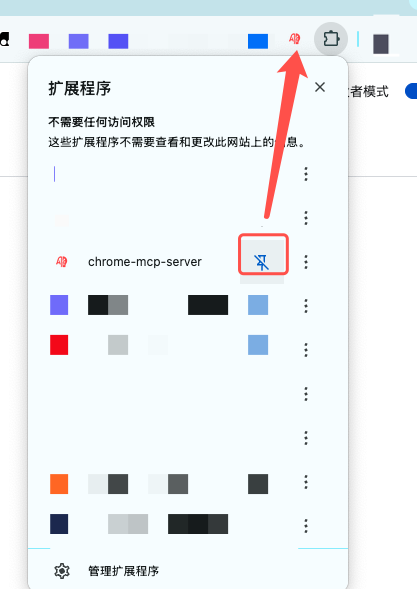 者模式
扩展程序
不需要任何访问权限
这些扩展程序不需要查看和更改此网站上的信息。
chrome-mcp-server
管理扩展程序